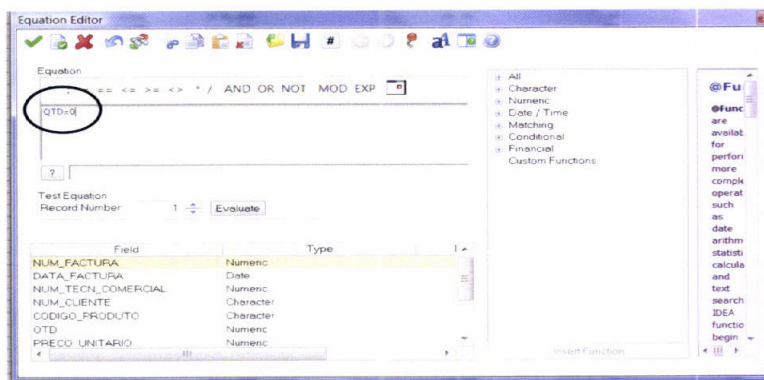 Equation Editor
#
Equation
== <= >= <> * / AND OR NOT MOD EXP
QTD=0
?
Test Equation
Record Number 1 Evaluate
Field Type
NUM_FACTURA Numeric
DATA_FACTURA Date
NUM_TECN_COMERCIAL Numeric
NUM_CLIENTE Character
CODIGO_PRODUTO Character
QTD Numeric
PRECO_UNITARIO Numeric
All
Character
Numeric
Date / Time
Matching
Conditional
Financial
Custom Functions
Insert Function
@Fu
@Func
are
availab
for
perfori
more
comple
operat
such
as
date
arithm
statisti
calcula
and
text
search
IDEA
functio
begin